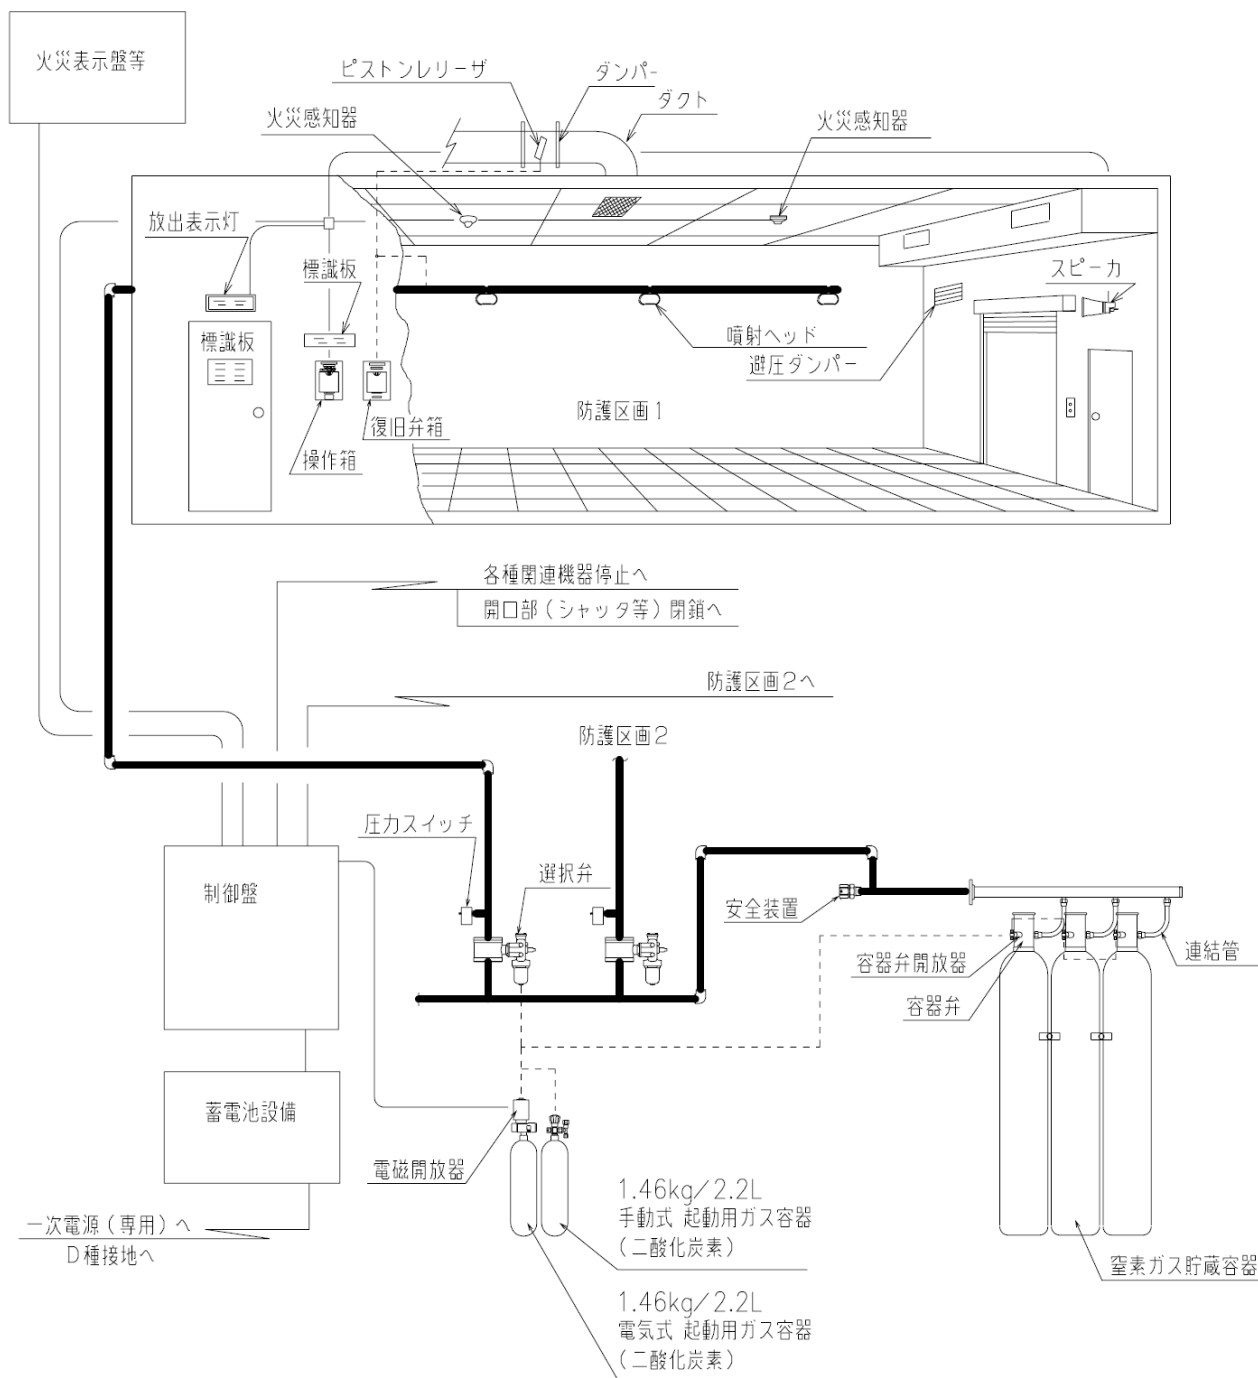 火災表示盤等
ピストンレリーザ
ダンパー
ダクト
火災感知器
火災感知器
放出表示灯
標識板
スピーカ
標識板
噴射ヘッド
避圧ダンパー
防護区画1
復旧弁箱
操作箱
各種関連機器停止へ
開口部(シャッタ等)閉鎖へ
防護区画2へ
防護区画2
圧力スイッチ
選択弁
制御盤
安全装置
容器弁開放器
連結管
容器弁
蓄電池設備
電磁開放器
1.46kg/2.2L
手動式 起動用ガス容器
(二酸化炭素)
一次電源(専用)へ
D種接地へ
窒素ガス貯蔵容器
1.46kg/2.2L
電気式 起動用ガス容器
(二酸化炭素)